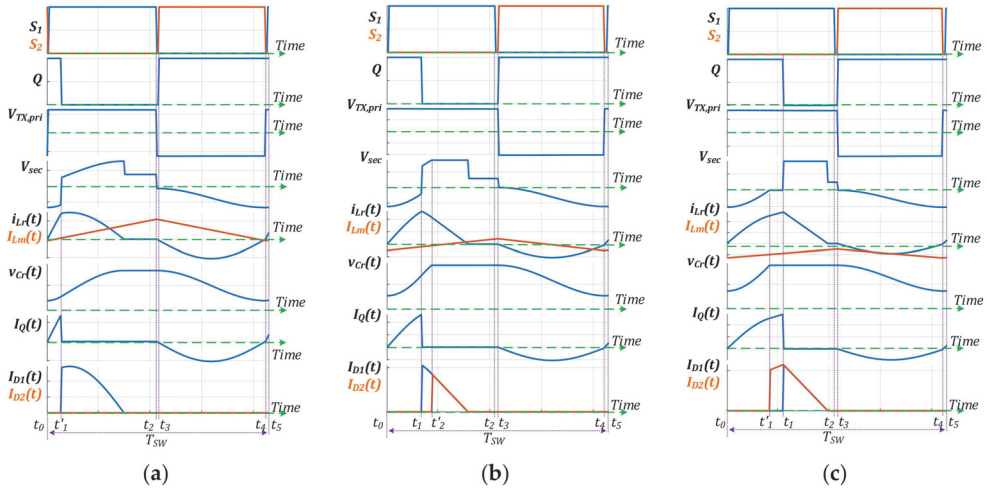 S1
S2
Time
Q
Time
VTX,pri
Time
Vsec
Time
iLr(t)
ILm(t)
Time
vCr(t)
Time
IQ(t)
Time
ID1(t)
ID2(t)
Time
t0 t'1 t2 t3 t4 t5
TSW
(a)
S1
S2
Time
Q
Time
VTX,pri
Time
Vsec
Time
iLr(t)
ILm(t)
Time
vCr(t)
Time
IQ(t)
Time
ID1(t)
ID2(t)
Time
t0 t1 t'2 t2 t3 t4 t5
TSW
(b)
S1
S2
Time
Q
Time
VTX,pri
Time
Vsec
Time
iLr(t)
ILm(t)
Time
vCr(t)
Time
IQ(t)
Time
ID1(t)
ID2(t)
Time
t0 t'1 t1 t2 t3 t4 t5
TSW
(c)